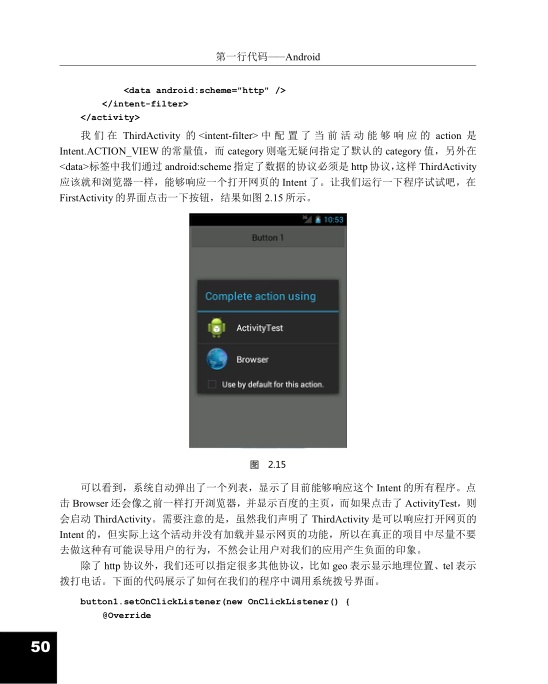 第一行代码——Android
<data android:scheme="http" />
</intent-filter>
</activity>
我们在 ThirdActivity 的<intent-filter>中配置了当前活动能够响应的 action 是
Intent.ACTION_VIEW 的常量值，而 category 则毫无疑问指定了默认的 category 值，另外在
<data>标签中我们通过 android:scheme 指定了数据的协议必须是 http 协议，这样 ThirdActivity
应该就和浏览器一样，能够响应一个打开网页的 Intent 了。让我们运行一下程序试试吧，在
FirstActivity 的界面点击一下按钮，结果如图 2.15 所示。
10:53
Button 1
Complete action using
ActivityTest
Browser
Use by default for this action.
图 2.15
可以看到，系统自动弹出了一个列表，显示了目前能够响应这个 Intent 的所有程序。点
击 Browser 还会像之前一样打开浏览器，并显示百度的主页，而如果点击了 ActivityTest，则
会启动 ThirdActivity。需要注意的是，虽然我们声明了 ThirdActivity 是可以响应打开网页的
Intent 的，但实际上这个活动并没有加载并显示网页的功能，所以在真正的项目中尽量不要
去做这种有可能误导用户的行为，不然会让用户对我们的应用产生负面的印象。
除了 http 协议外，我们还可以指定很多其他协议，比如 geo 表示显示地理位置、tel 表示
拨打电话。下面的代码展示了如何在我们的程序中调用系统拨号界面。
button1.setOnClickListener(new OnClickListener() {
@Override
50